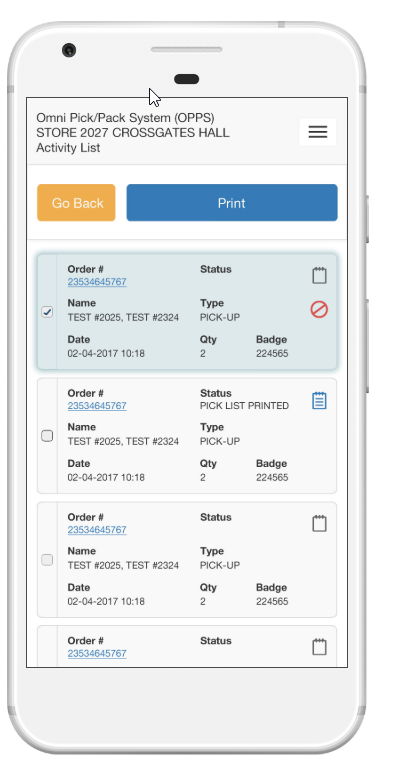 Omni Pick/Pack System (OPPS)
STORE 2027 CROSSGATES HALL
Activity List
Go Back Print
Order # Status
23534645767
Name Type
TEST #2025, TEST #2324 PICK-UP
Date Qty Badge
02-04-2017 10:18 2 224565
Order # Status
23534645767 PICK LIST PRINTED
Name Type
TEST #2025, TEST #2324 PICK-UP
Date Qty Badge
02-04-2017 10:18 2 224565
Order # Status
23534645767
Name Type
TEST #2025, TEST #2324 PICK-UP
Date Qty Badge
02-04-2017 10:18 2 224565
Order # Status
23534645767